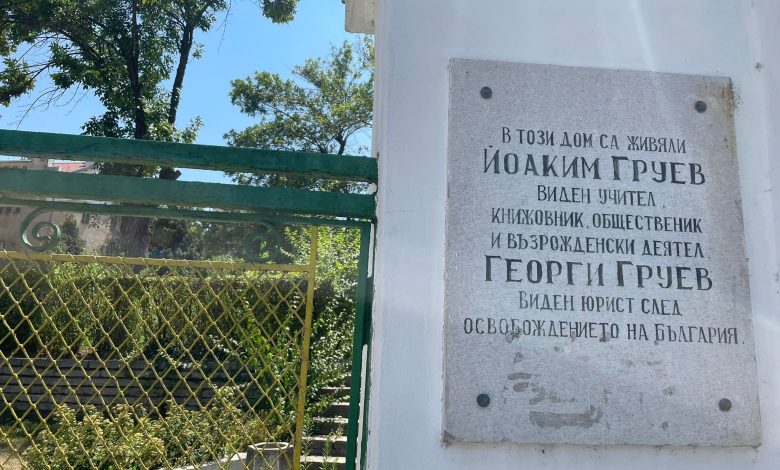 В ТОЗИ ДОМ СА ЖИВЯЛИ
ЙОАКИМ ГРУЕВ
ВИДЕН УЧИТЕЛ,
КНИЖОВНИК, ОБЩЕСТВЕНИК
И ВЪЗРОЖДЕНСКИ ДЕЯТЕЛ,
ГЕОРГИ ГРУЕВ
ВИДЕН ЮРИСТ СЛЕД
ОСВОБОЖДЕНИЕТО НА БЪЛГАРИЯ.